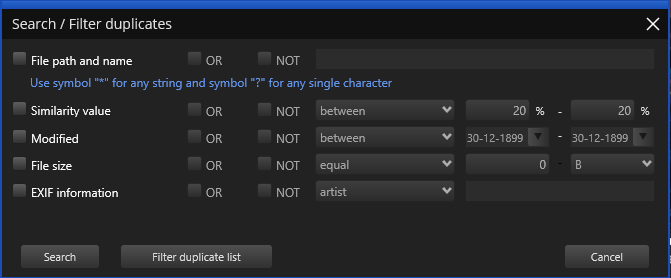 Search / Filter duplicates
File path and name OR NOT
Use symbol "*" for any string and symbol "?" for any single character
Similarity value OR NOT between 20 % - 20 %
Modified OR NOT between 30-12-1899 - 30-12-1899
File size OR NOT equal 0 - B
EXIF information OR NOT artist
Search Filter duplicate list Cancel